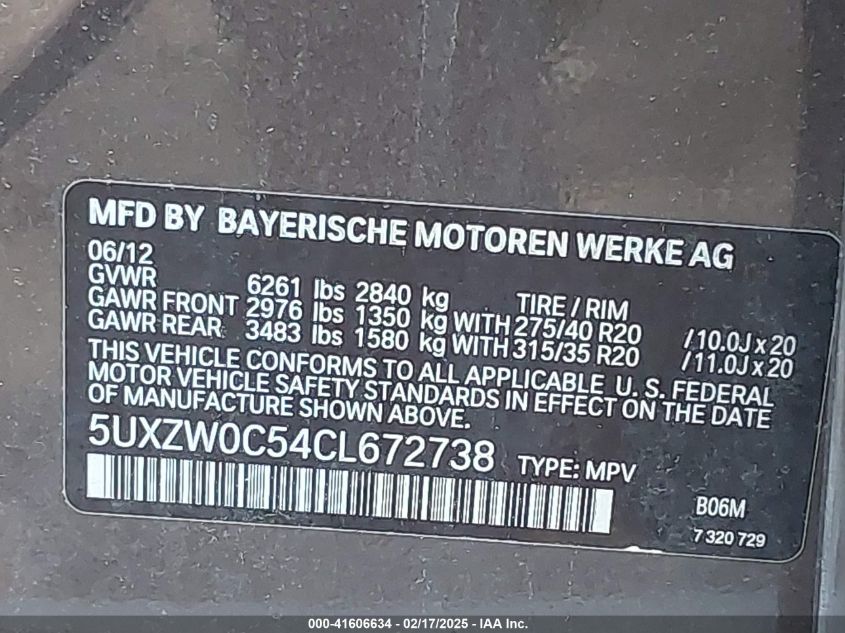 MFD BY BAYERISCHE MOTOREN WERKE AG
06/12
GVWR 6261 lbs 2840 kg TIRE / RIM
GAWR FRONT 2976 lbs 1350 kg WITH 275/40 R20 /10.0J x 20
GAWR REAR 3483 lbs 1580 kg WITH 315/35 R20 /11.0J x 20
THIS VEHICLE CONFORMS TO ALL APPLICABLE U. S. FEDERAL
MOTOR VEHICLE SAFETY STANDARDS IN EFFECT ON THE DATE
OF MANUFACTURE SHOWN ABOVE.
5UXZW0C54CL672738 TYPE: MPV
B06M
7 320 729
000-41606634 - 02/17/2025 - IAA Inc.